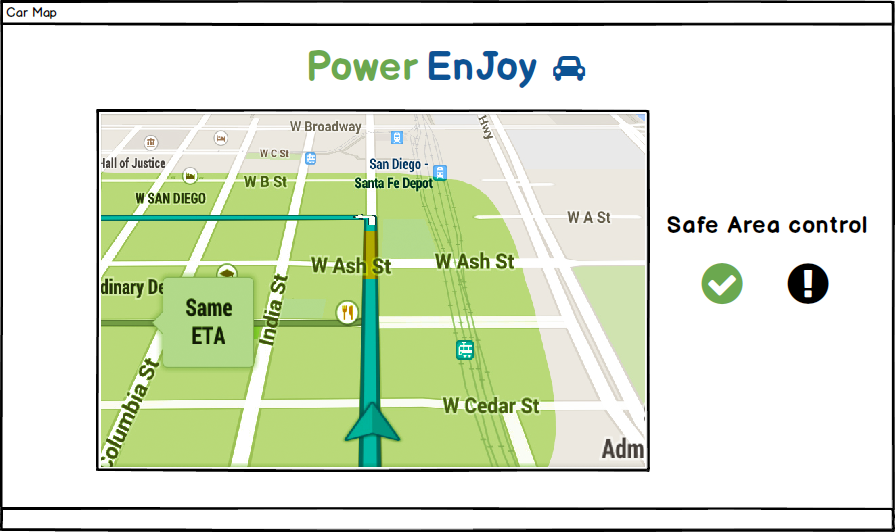 Car Map
Power EnJoy
W Broadway
Hwy
W C St
Hall of Justice
San Diego -
Santa Fe Depot
W B St
W SAN DIEGO
W A St
Safe Area control
W Ash St
W Ash St
dinary De
Same
ETA
India St
Columbia St
W Cedar St
Adm